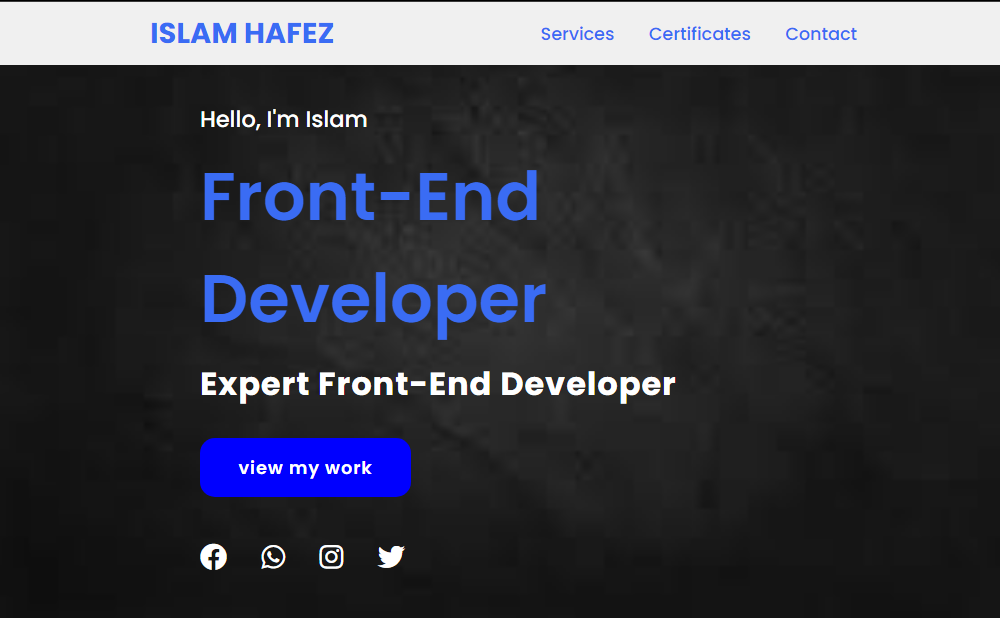 ISLAM HAFEZ
Services Certificates Contact
Hello, I'm Islam
Front-End
Developer
Expert Front-End Developer
view my work